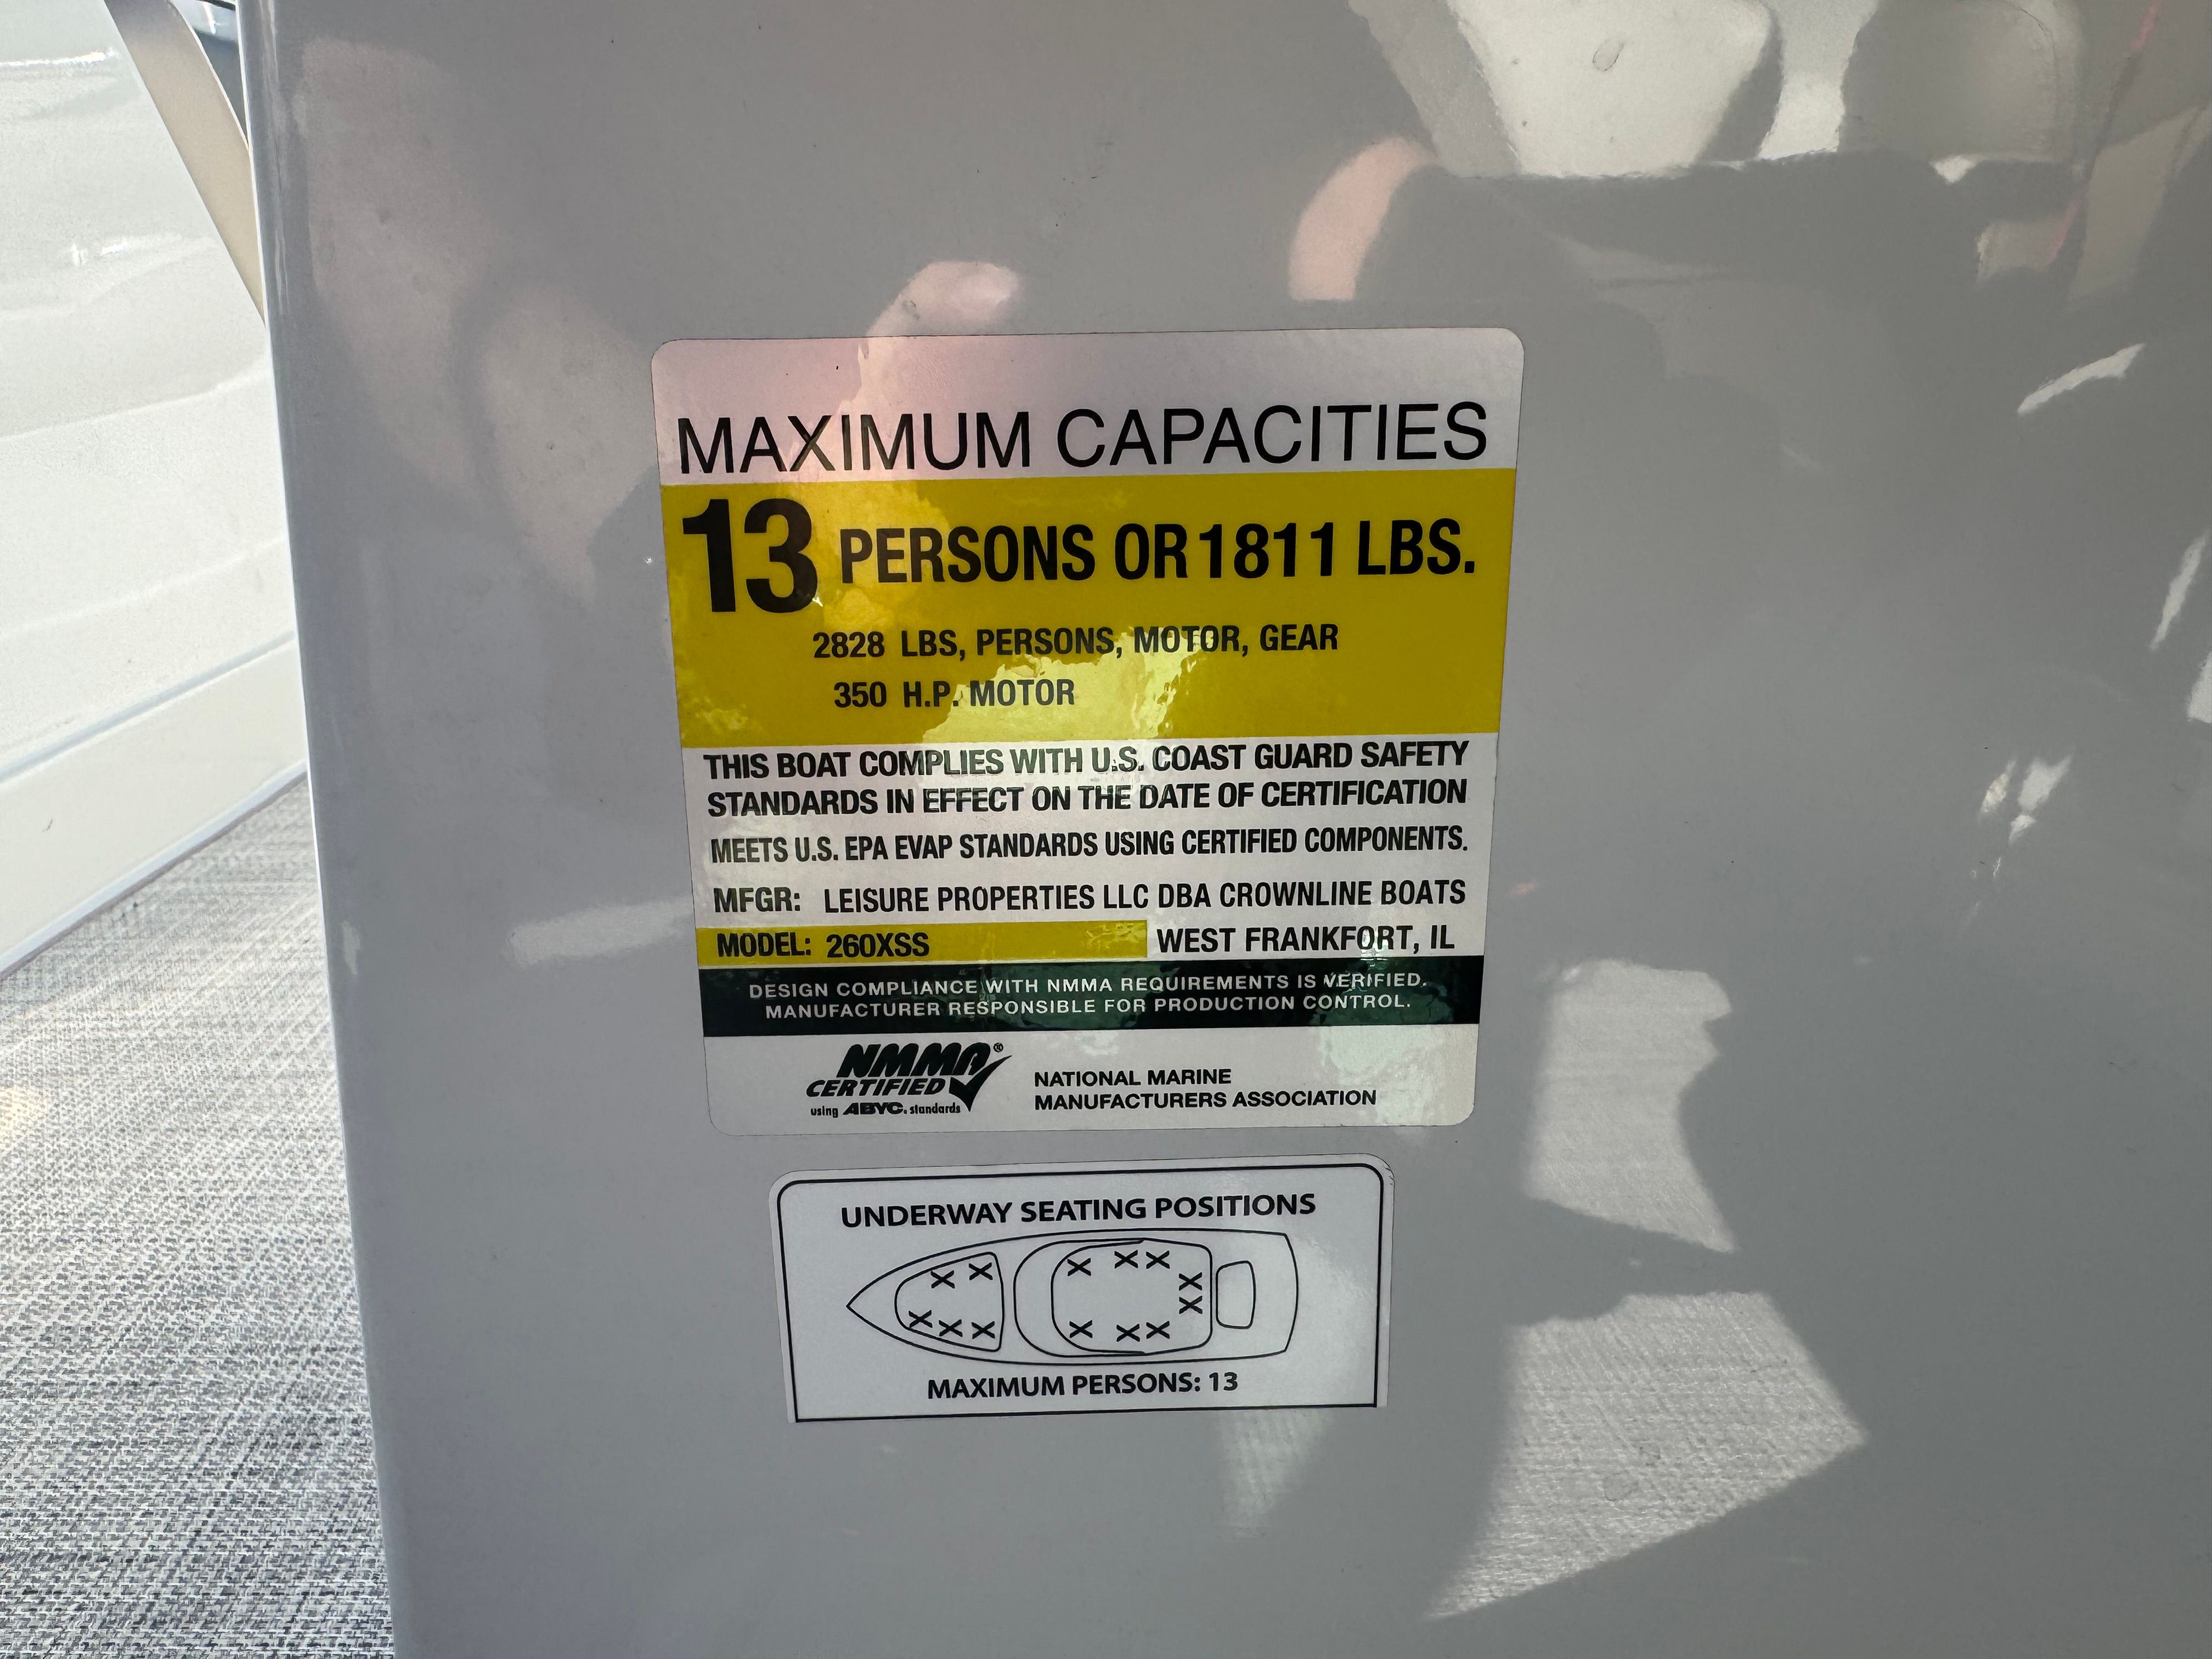 MAXIMUM CAPACITIES
13 PERSONS OR 1811 LBS.
2828 LBS, PERSONS, MOTOR, GEAR
350 H.P. MOTOR
THIS BOAT COMPLIES WITH U.S. COAST GUARD SAFETY
STANDARDS IN EFFECT ON THE DATE OF CERTIFICATION
MEETS U.S. EPA EVAP STANDARDS USING CERTIFIED COMPONENTS.
MFGR: LEISURE PROPERTIES LLC DBA CROWNLINE BOATS
MODEL: 260XSS WEST FRANKFORT, IL
DESIGN COMPLIANCE WITH NMMA REQUIREMENTS IS VERIFIED.
MANUFACTURER RESPONSIBLE FOR PRODUCTION CONTROL.
NMMA®
CERTIFIED
using ABYC. standards
NATIONAL MARINE
MANUFACTURERS ASSOCIATION
UNDERWAY SEATING POSITIONS
X X X X X X
X X
X X X X X X
MAXIMUM PERSONS: 13